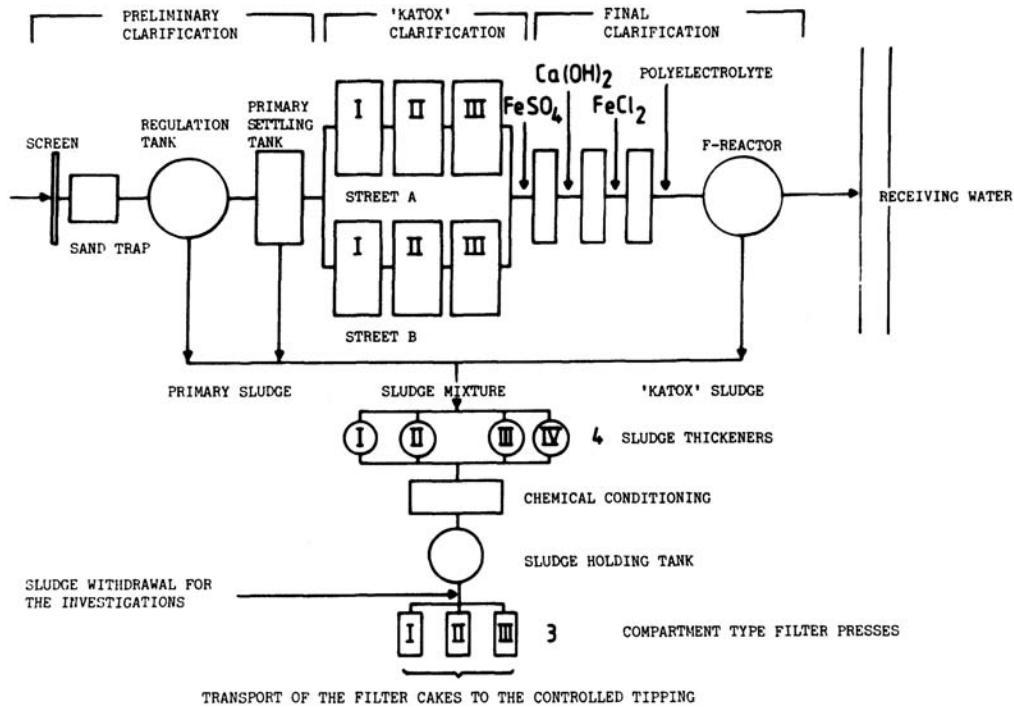 PRELIMINARY
CLARIFICATION
'KATOX'
CLARIFICATION
FINAL
CLARIFICATION
SCREEN
SAND TRAP
REGULATION
TANK
PRIMARY
SETTLING
TANK
I II III
STREET A
I II III
STREET B
FeSO4
Ca(OH)2
FeCl2
POLYELECTROLYTE
F-REACTOR
RECEIVING WATER
PRIMARY SLUDGE
SLUDGE MIXTURE
'KATOX' SLUDGE
I II III IV 4 SLUDGE THICKENERS
CHEMICAL CONDITIONING
SLUDGE HOLDING TANK
SLUDGE WITHDRAWAL FOR
THE INVESTIGATIONS
I II III 3 COMPARTMENT TYPE FILTER PRESSES
TRANSPORT OF THE FILTER CAKES TO THE CONTROLLED TIPPING